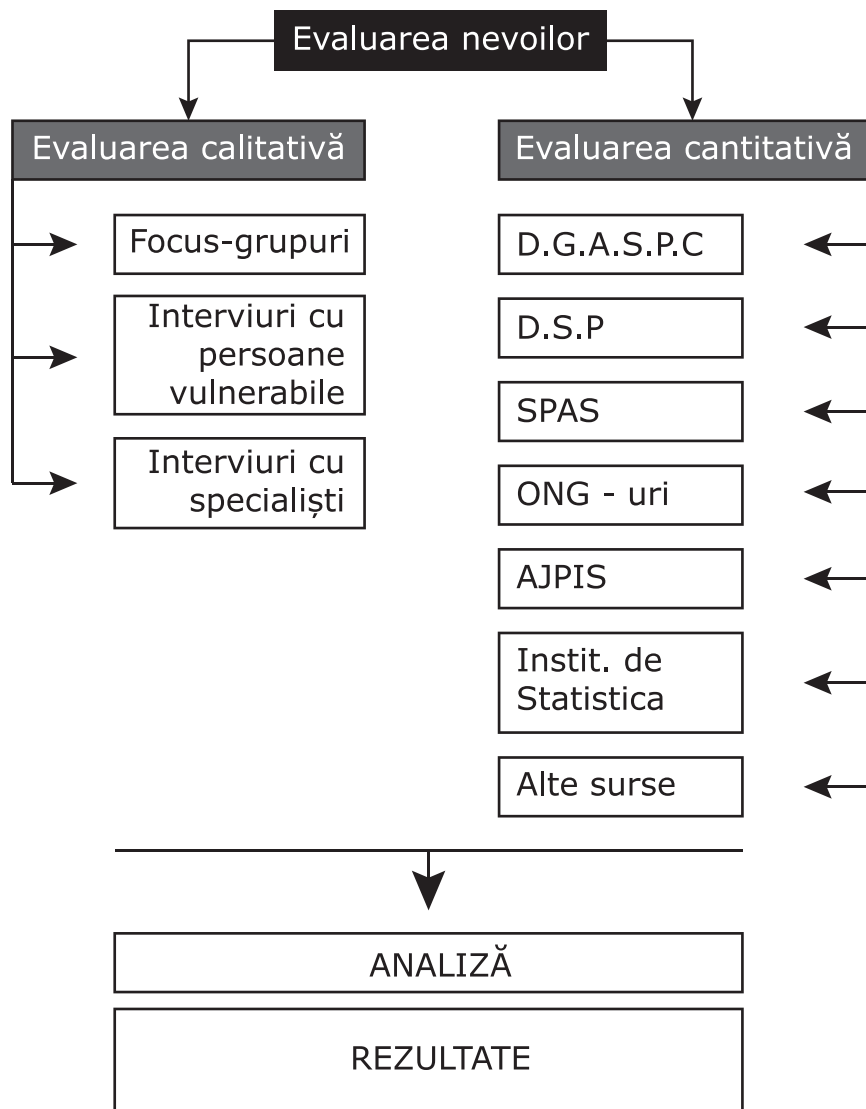 Evaluarea nevoilor
Evaluarea calitativă
Focus-grupuri
Interviuri cu
persoane
vulnerabile
Interviuri cu
specialiști
Evaluarea cantitativă
D.G.A.S.P.C
D.S.P
SPAS
ONG - uri
AJPIS
Instit. de
Statistica
Alte surse
ANALIZĂ
REZULTATE